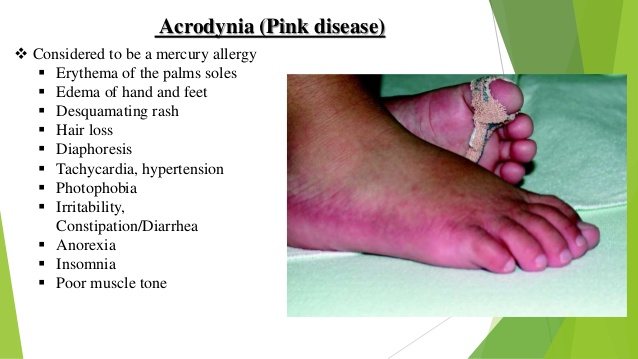 Acrodynia (Pink disease)
❖ Considered to be a mercury allergy
▪ Erythema of the palms soles
▪ Edema of hand and feet
▪ Desquamating rash
▪ Hair loss
▪ Diaphoresis
▪ Tachycardia, hypertension
▪ Photophobia
▪ Irritability,
Constipation/Diarrhea
▪ Anorexia
▪ Insomnia
▪ Poor muscle tone